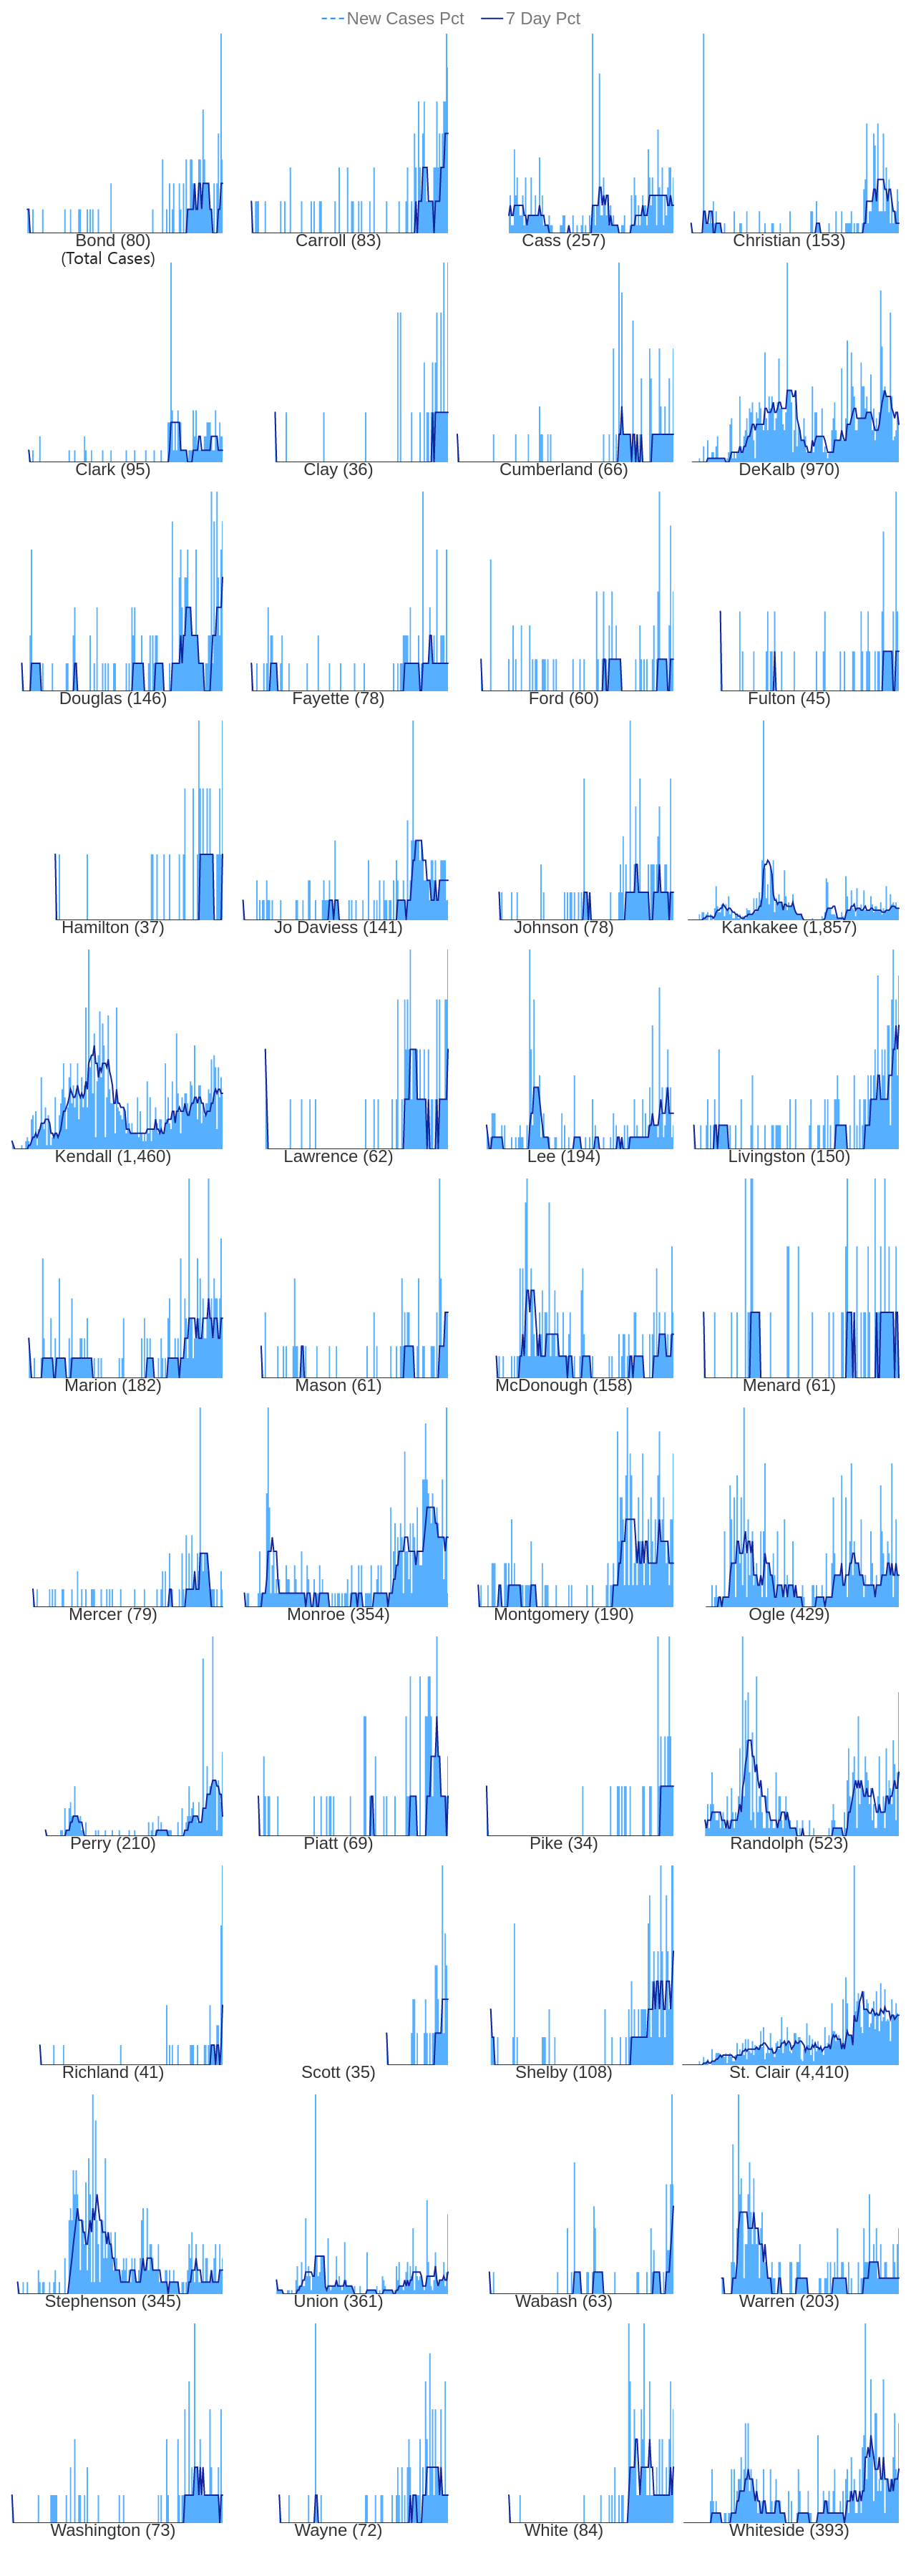 New Cases Pct 7 Day Pct
Bond (80) Carroll (83) Cass (257) Christian (153)
(Total Cases)
Clark (95) Clay (36) Cumberland (66) DeKalb (970)
Douglas (146) Fayette (78) Ford (60) Fulton (45)
Hamilton (37) Jo Daviess (141) Johnson (78) Kankakee (1,857)
Kendall (1,460) Lawrence (62) Lee (194) Livingston (150)
Marion (182) Mason (61) McDonough (158) Menard (61)
Mercer (79) Monroe (354) Montgomery (190) Ogle (429)
Perry (210) Piatt (69) Pike (34) Randolph (523)
Richland (41) Scott (35) Shelby (108) St. Clair (4,410)
Stephenson (345) Union (361) Wabash (63) Warren (203)
Washington (73) Wayne (72) White (84) Whiteside (393)